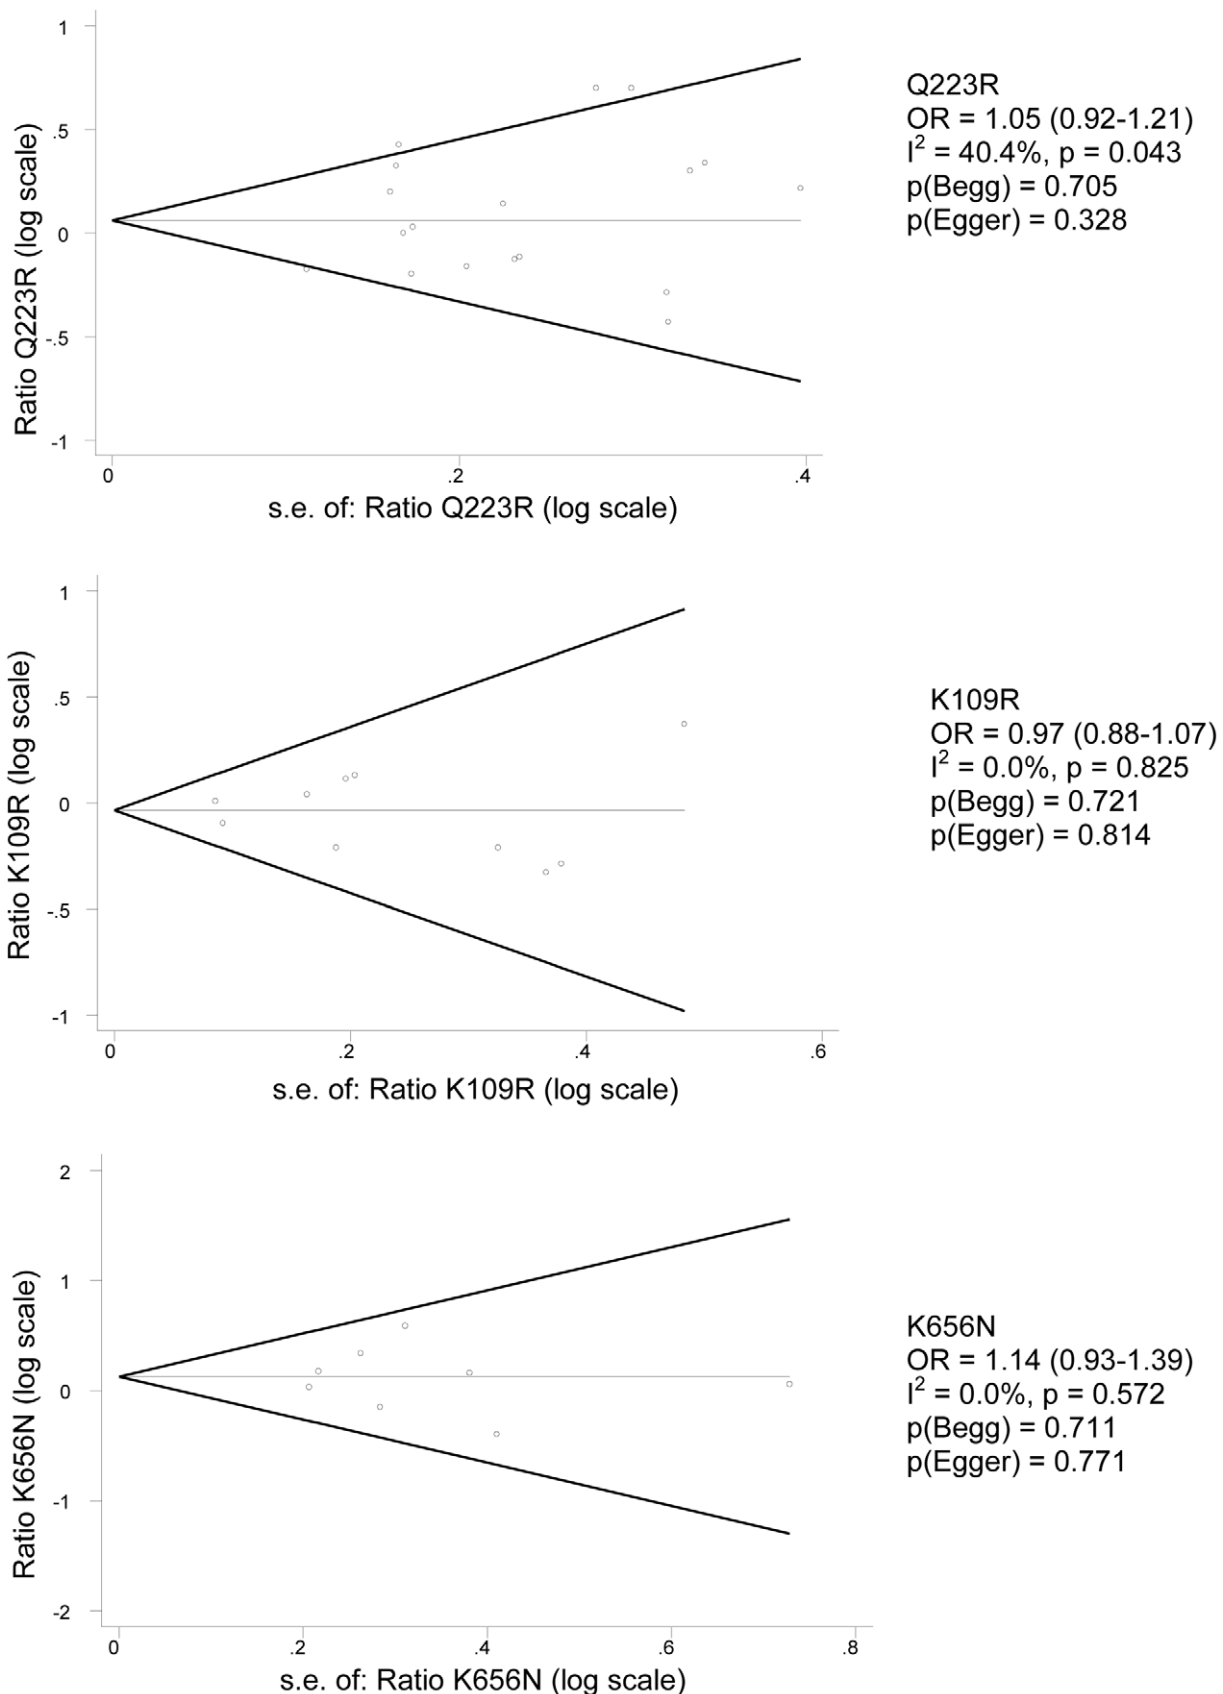 1
.5
0
-.5
-1
Ratio Q223R (log scale)
0 .2 .4
s.e. of: Ratio Q223R (log scale)
Q223R
OR = 1.05 (0.92-1.21)
I² = 40.4%, p = 0.043
p(Begg) = 0.705
p(Egger) = 0.328
1
.5
0
-.5
-1
Ratio K109R (log scale)
0 .2 .4 .6
s.e. of: Ratio K109R (log scale)
K109R
OR = 0.97 (0.88-1.07)
I² = 0.0%, p = 0.825
p(Begg) = 0.721
p(Egger) = 0.814
2
1
0
-1
-2
Ratio K656N (log scale)
0 .2 .4 .6 .8
s.e. of: Ratio K656N (log scale)
K656N
OR = 1.14 (0.93-1.39)
I² = 0.0%, p = 0.572
p(Begg) = 0.711
p(Egger) = 0.771